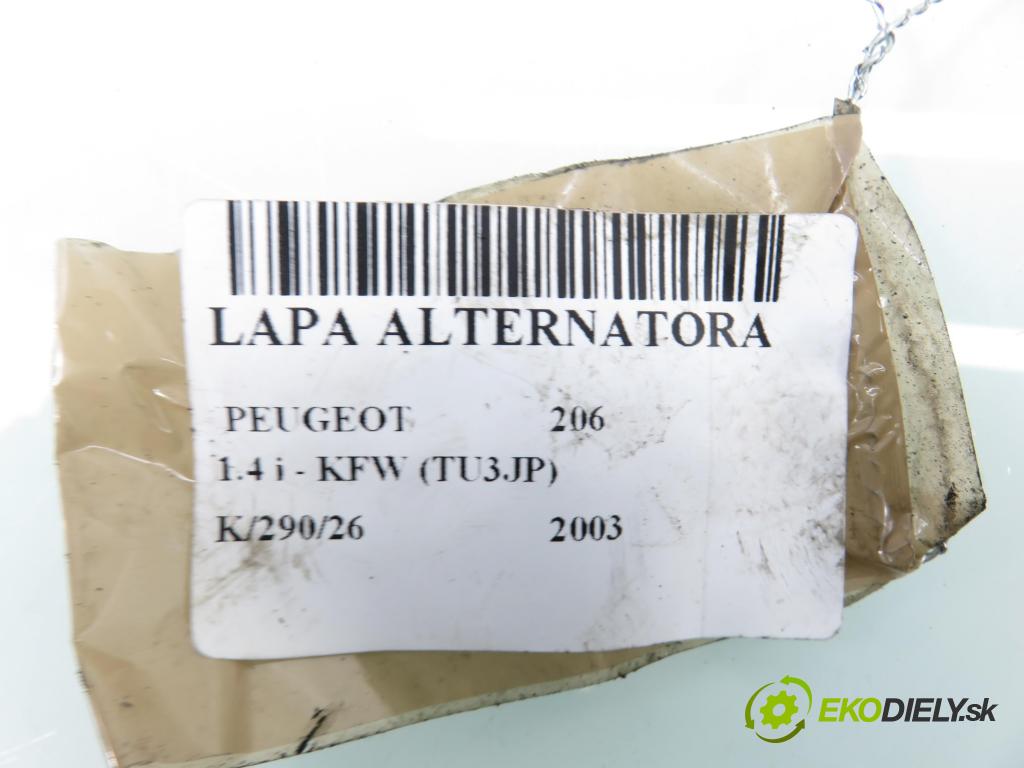 LAPA ALTERNATORA
PEUGEOT 206
1.4 i - KFW (TU3JP)
K/290/26 2003
EKODIELY.sk